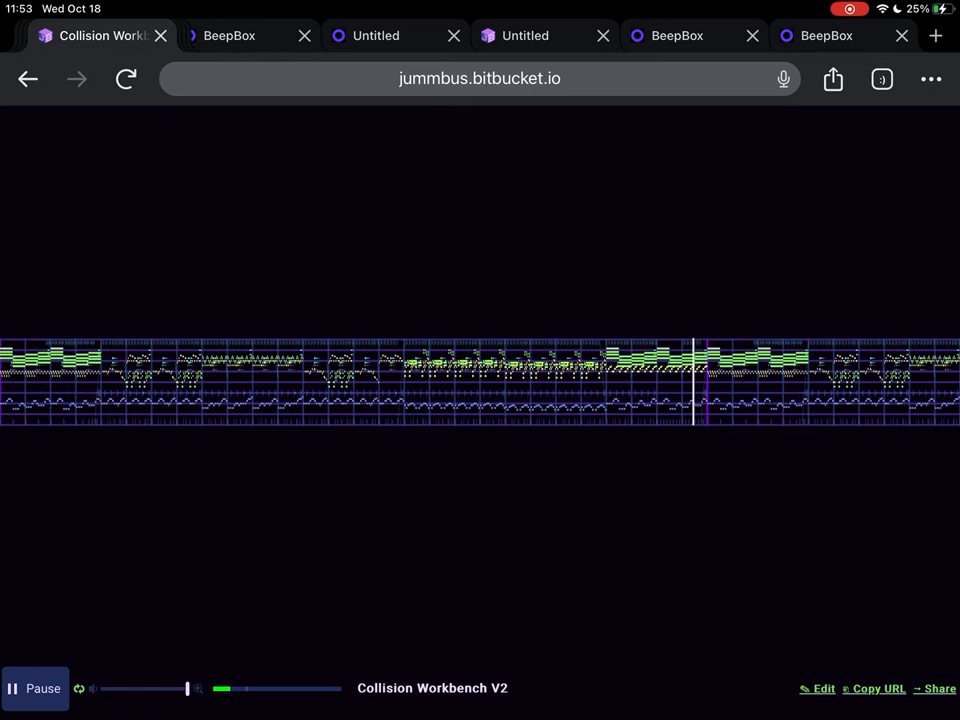 11:53 Wed Oct 18 25%
Collision Workb BeepBox Untitled Untitled BeepBox BeepBox
jummbus.bitbucket.io :)
Pause Collision Workbench V2 ✎ Edit Copy URL Share